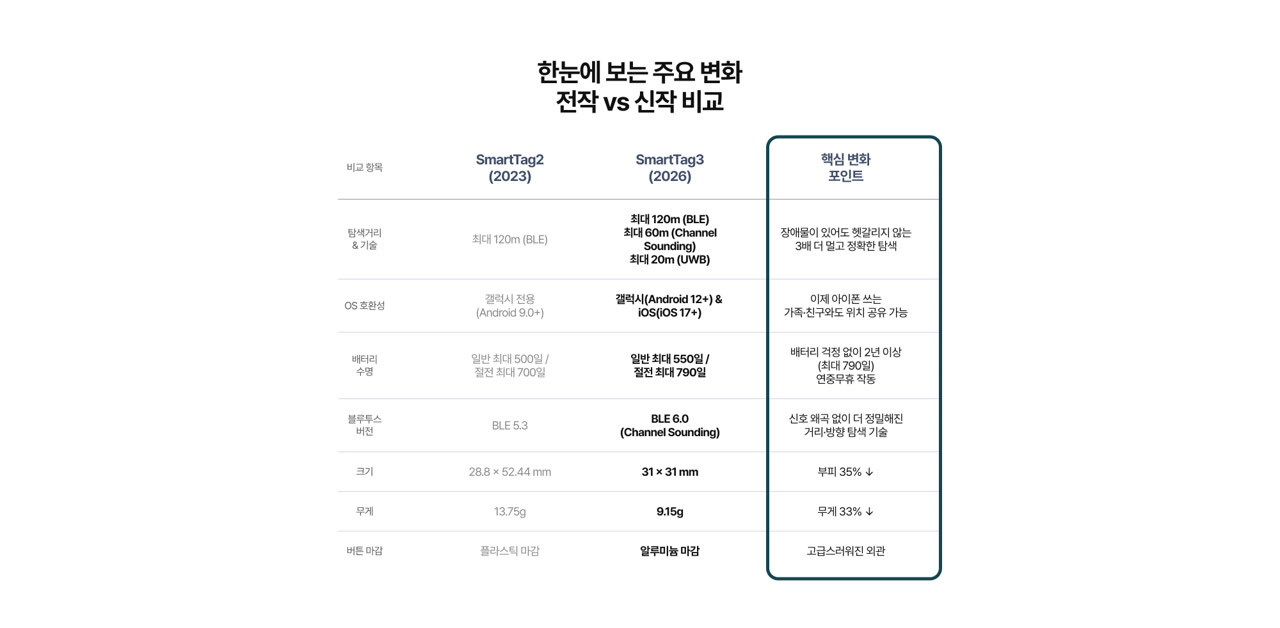 한눈에 보는 주요 변화
전작 vs 신작 비교
비교 항목
SmartTag2
(2023)
SmartTag3
(2026)
핵심 변화
포인트
탐색거리
& 기술
최대 120m (BLE)
최대 120m (BLE)
최대 60m (Channel
Sounding)
최대 20m (UWB)
장애물이 있어도 헷갈리지 않는
3배 더 멀고 정확한 탐색
OS 호환성
갤럭시 전용
(Android 9.0+)
갤럭시(Android 12+) &
iOS(iOS 17+)
이제 아이폰 쓰는
가족·친구와도 위치 공유 가능
배터리
수명
일반 최대 500일 /
절전 최대 700일
일반 최대 550일 /
절전 최대 790일
배터리 걱정 없이 2년 이상
(최대 790일)
연중무휴 작동
블루투스
버전
BLE 5.3
BLE 6.0
(Channel Sounding)
신호 왜곡 없이 더 정밀해진
거리·방향 탐색 기술
크기
28.8 × 52.44 mm
31 × 31 mm
부피 35% ↓
무게
13.75g
9.15g
무게 33% ↓
버튼 마감
플라스틱 마감
알루미늄 마감
고급스러워진 외관